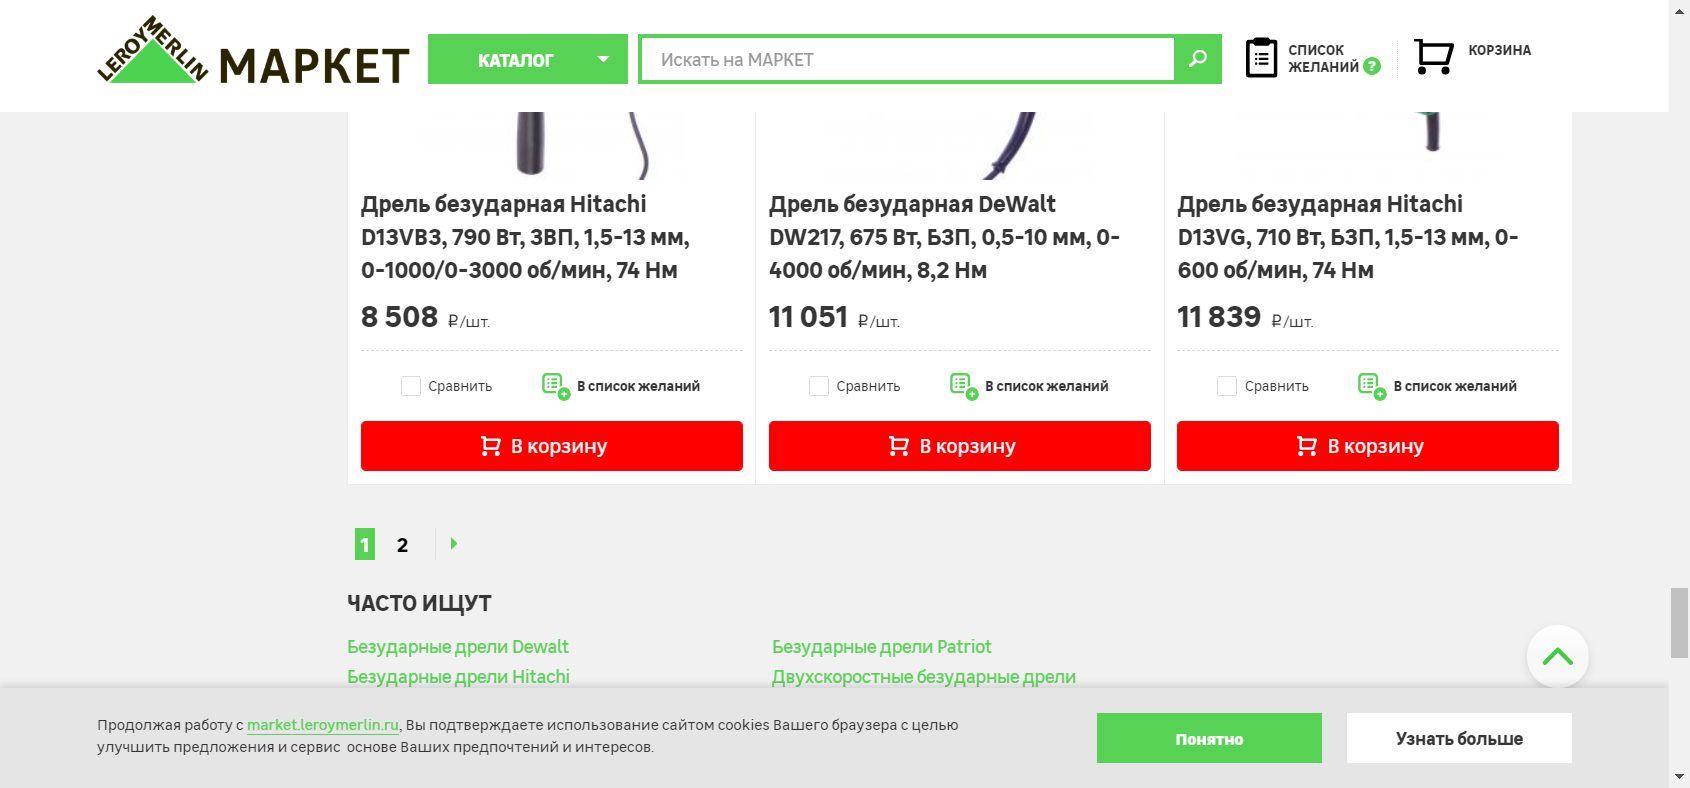 LEROY MERLIN МАРКЕТ
КАТАЛОГ
Искать на МАРКЕТ
СПИСОК
ЖЕЛАНИЙ ?
КОРЗИНА
Дрель безударная Hitachi
D13VB3, 790 Вт, ЗВП, 1,5-13 мм,
0-1000/0-3000 об/мин, 74 Нм
8 508 ₽/шт.
Сравнить
В список желаний
В корзину
Дрель безударная DeWalt
DW217, 675 Вт, БЗП, 0,5-10 мм, 0-
4000 об/мин, 8,2 Нм
11 051 ₽/шт.
Сравнить
В список желаний
В корзину
Дрель безударная Hitachi
D13VG, 710 Вт, БЗП, 1,5-13 мм, 0-
600 об/мин, 74 Нм
11 839 ₽/шт.
Сравнить
В список желаний
В корзину
1 2
ЧАСТО ИЩУТ
Безударные дрели Dewalt
Безударные дрели Hitachi
Безударные дрели Patriot
Двухскоростные безударные дрели
Продолжая работу с market.leroymerlin.ru, Вы подтверждаете использование сайтом cookies Вашего браузера с целью
улучшить предложения и сервис основе Ваших предпочтений и интересов.
Понятно
Узнать больше